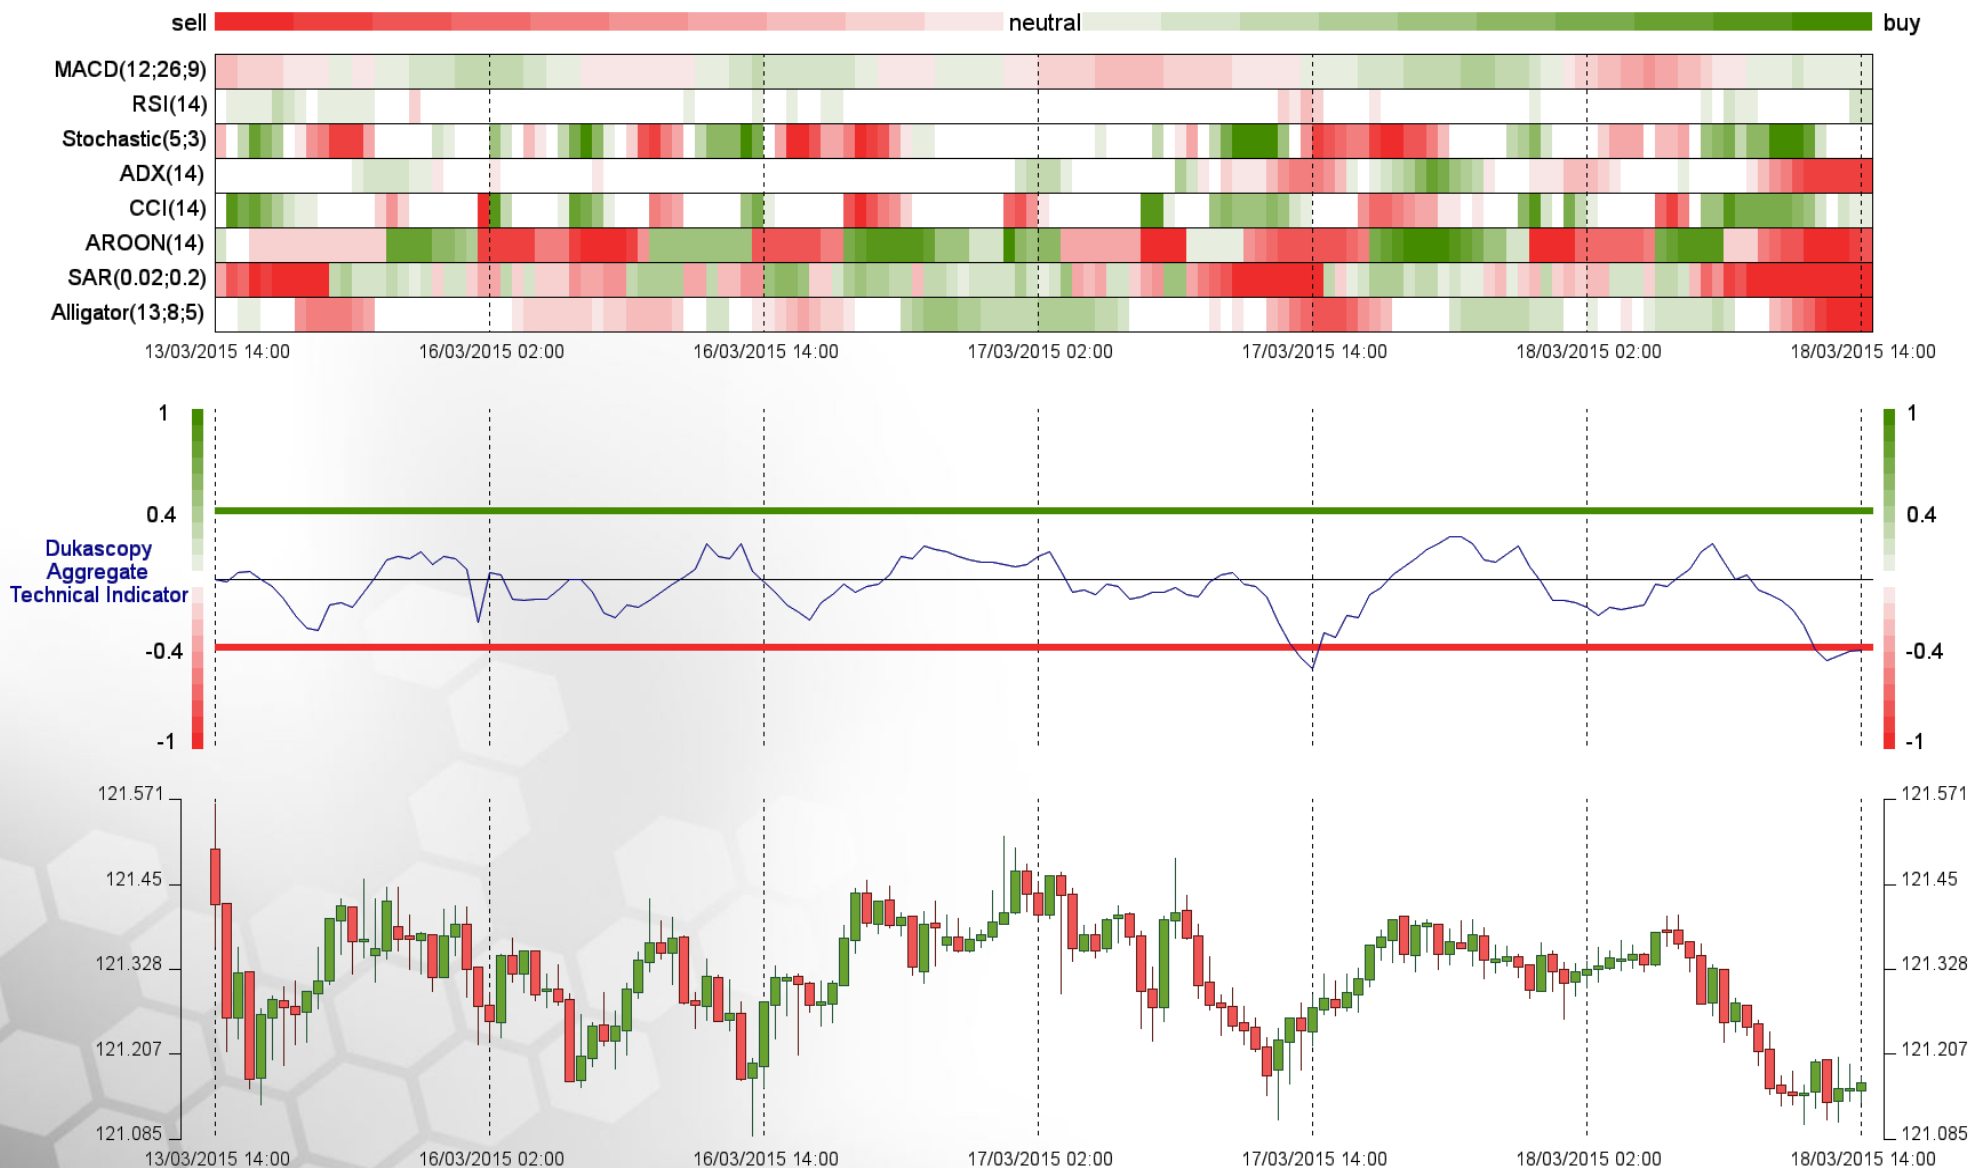 sell neutral buy
MACD(12;26;9)
RSI(14)
Stochastic(5;3)
ADX(14)
CCI(14)
AROON(14)
SAR(0.02;0.2)
Alligator(13;8;5)
13/03/2015 14:00 16/03/2015 02:00 16/03/2015 14:00 17/03/2015 02:00 17/03/2015 14:00 18/03/2015 02:00 18/03/2015 14:00
1 1
0.4 0.4
Dukascopy
Aggregate
Technical Indicator
-0.4 -0.4
-1 -1
121.571 121.571
121.45 121.45
121.328 121.328
121.207 121.207
121.085 121.085
13/03/2015 14:00 16/03/2015 02:00 16/03/2015 14:00 17/03/2015 02:00 17/03/2015 14:00 18/03/2015 02:00 18/03/2015 14:00